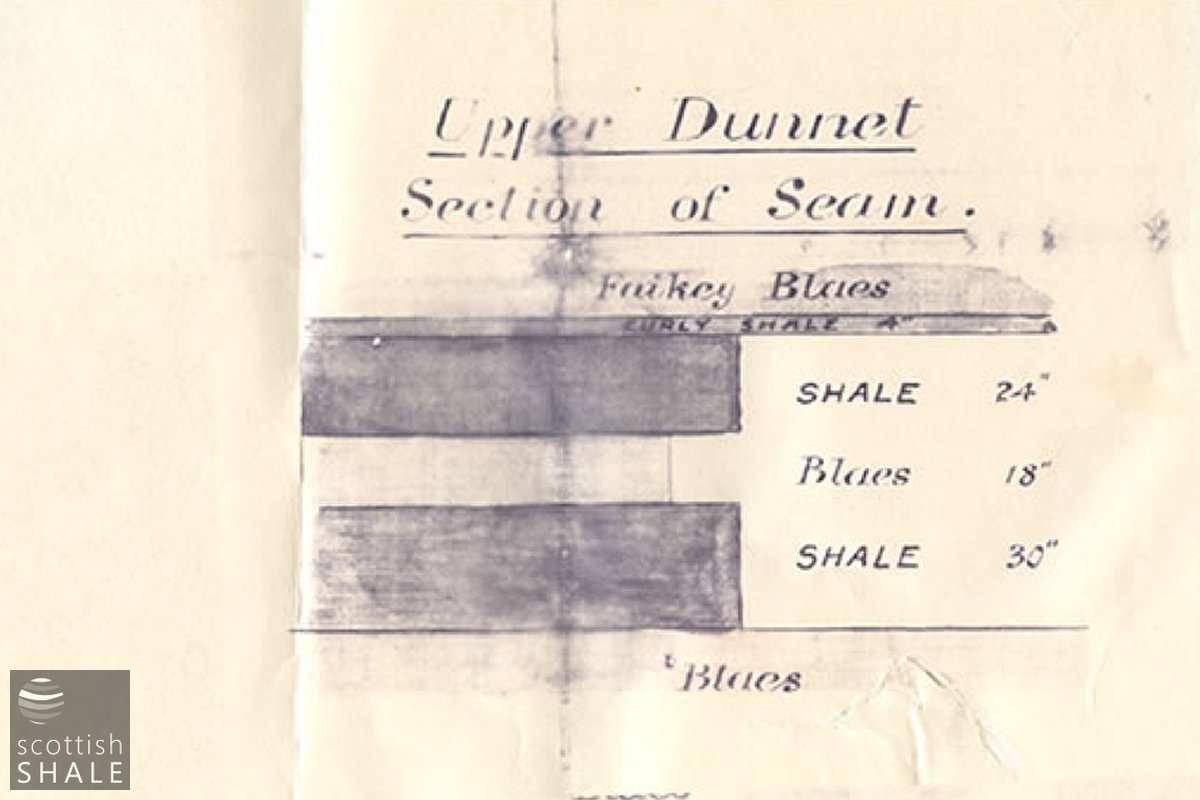 Upper Dunnet
Section of Seam.
Faikey Blaes
CURLY SHALE 4"
SHALE 24"
Blaes 18"
SHALE 30"
Blaes
scottish
SHALE